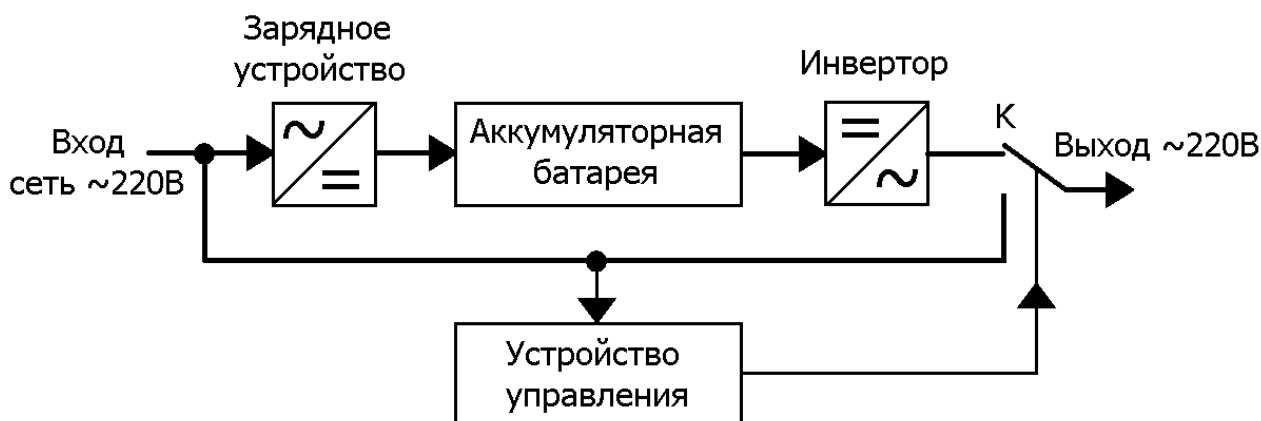 Зарядное
устройство
Инвертор
К
Вход
сеть ~220В
Аккумуляторная
батарея
Выход ~220В
Устройство
управления